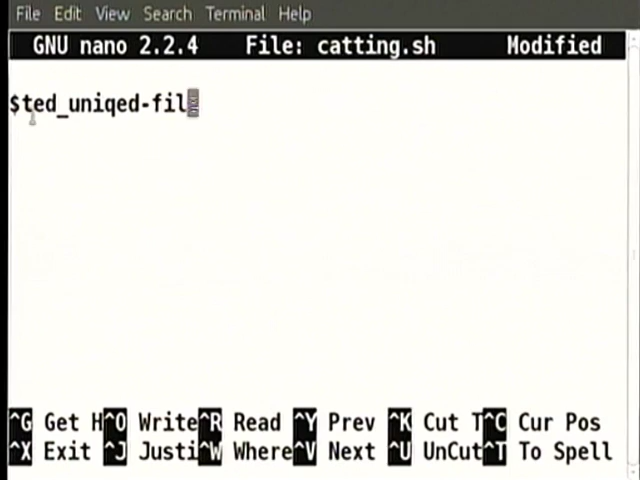 File Edit View Search Terminal Help
GNU nano 2.2.4 File: catting.sh Modified
$ted_uniqed-fil
^G Get H^O Write^R Read ^Y Prev ^K Cut T^C Cur Pos
^X Exit ^J Justi^W Where^V Next ^U UnCut^T To Spell